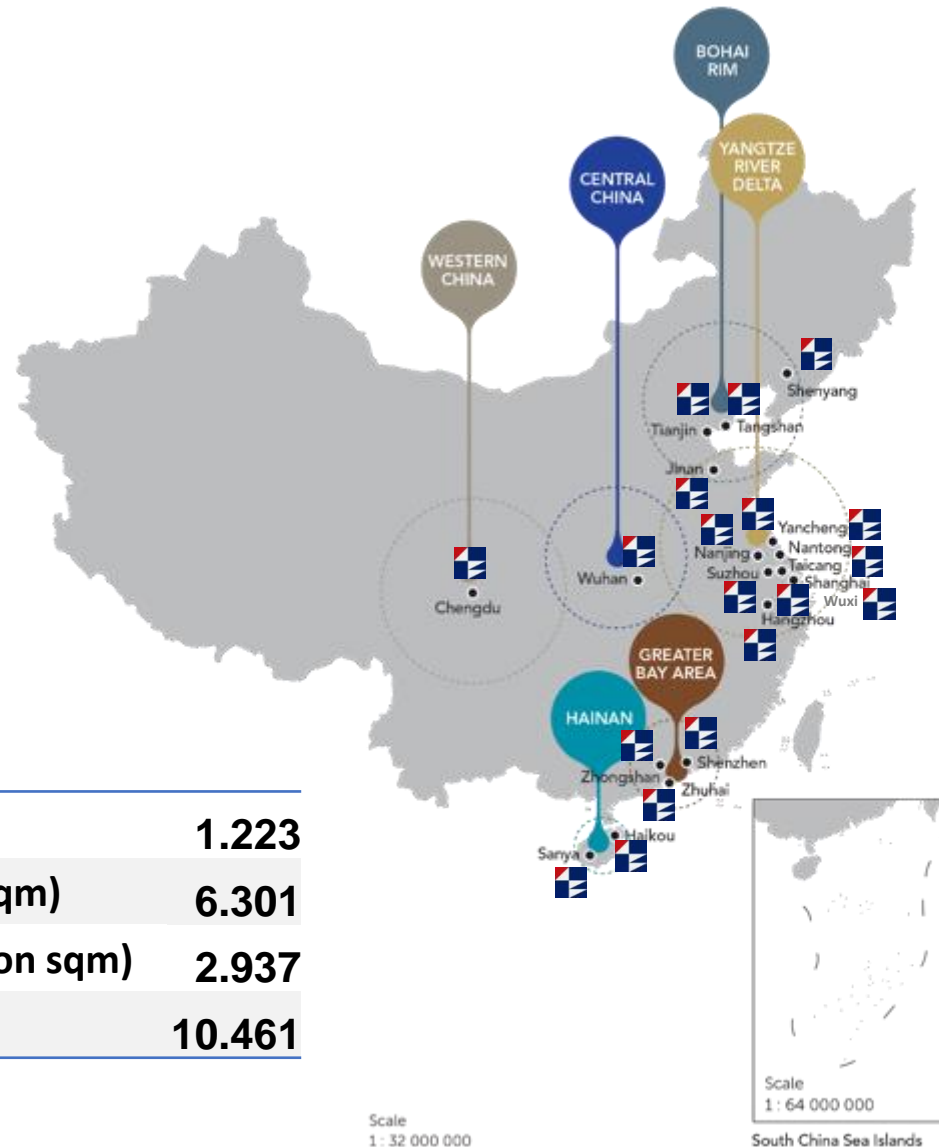 BOHAI
RIM
YANGTZE
RIVER
DELTA
CENTRAL
CHINA
WESTERN
CHINA
Shenyang
Tianjin
Tangshan
Jinan
Yancheng
Nanjing
Nantong
Suzhou
Taicang
Shanghai
Wuxi
Hangzhou
Wuhan
Chengdu
GREATER
BAY AREA
HAINAN
Shenzhen
Zhongshan
Zhuhai
Haikou
Sanya
1.223
qm) 6.301
on sqm) 2.937
10.461
Scale
1 : 64 000 000
Scale
1 : 32 000 000
South China Sea Islands